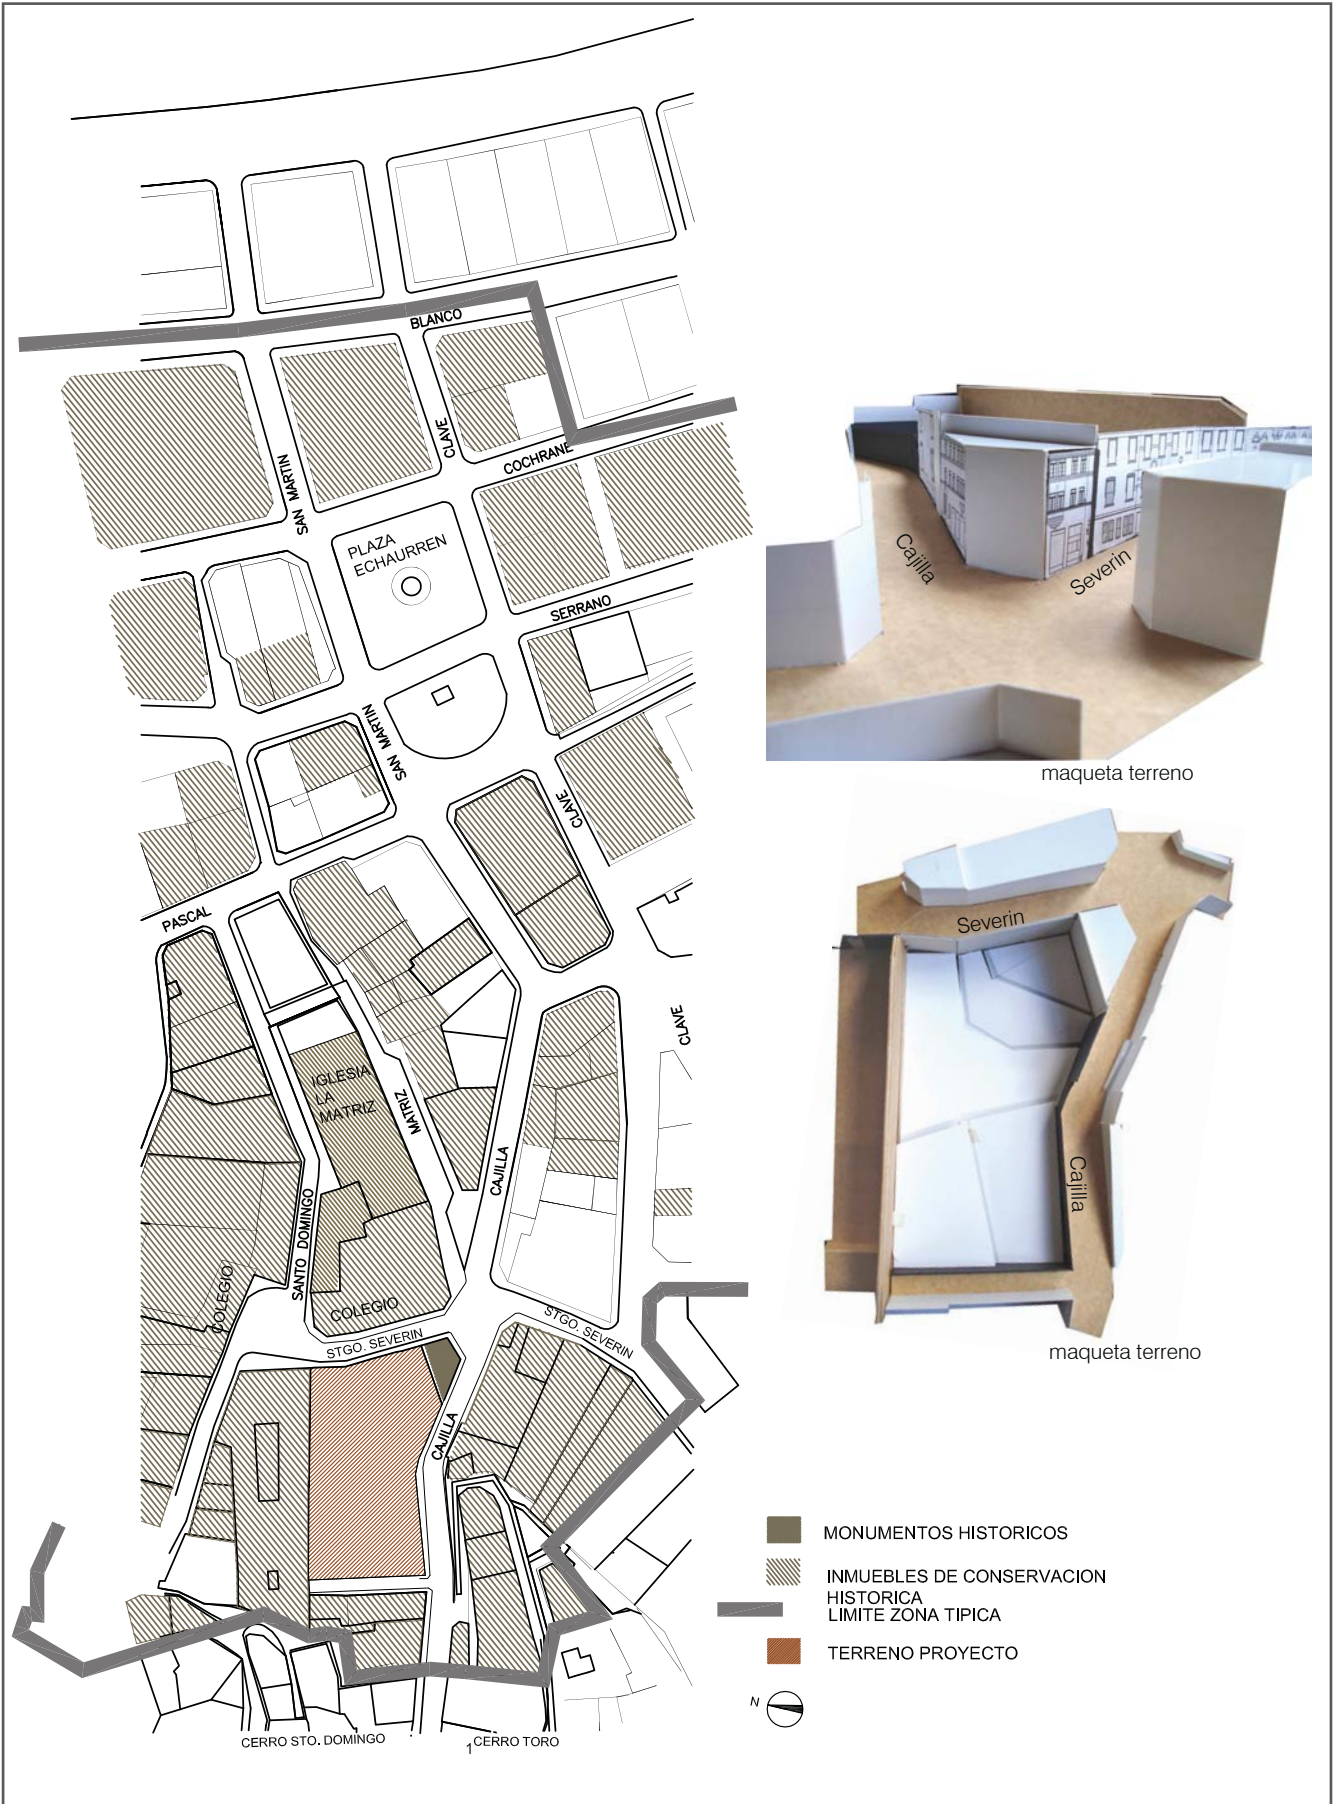 BLANCO
CLAVE
COCHRANE
SAN MARTIN
PLAZA
ECHAURREN
SERRANO
SAN MARTIN
CLAVE
PASCAL
CLAVE
IGLESIA
LA
MATRIZ
MATRIZ
CAJILLA
SANTO DOMINGO
COLEGIO
COLEGIO
STGO. SEVERIN
STGO. SEVERIN
CAJILLA
CERRO STO. DOMINGO
1
CERRO TORO
Cajilla
Severin
maqueta terreno
Severin
Cajilla
maqueta terreno
MONUMENTOS HISTORICOS
INMUEBLES DE CONSERVACION
HISTORICA
LIMITE ZONA TIPICA
TERRENO PROYECTO
N